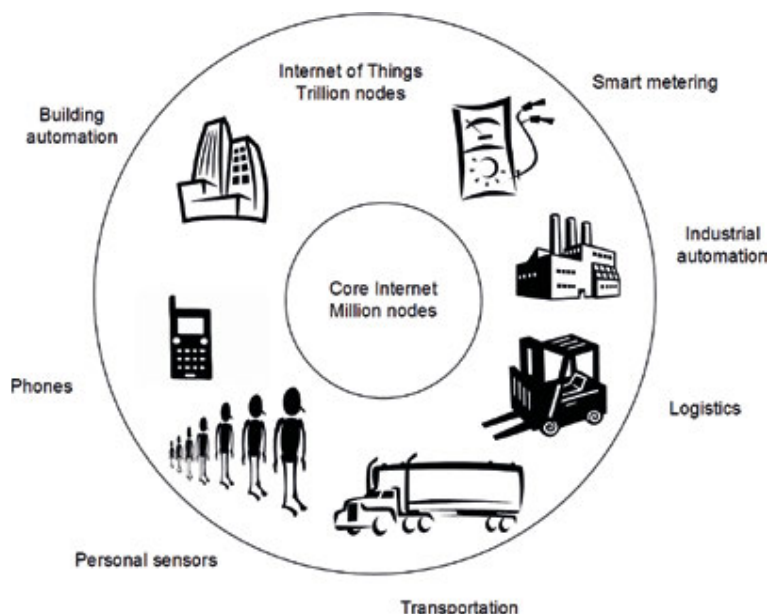 Internet of Things
Trillion nodes
Smart metering
Building
automation
Industrial
automation
Core Internet
Million nodes
Phones
Logistics
Personal sensors
Transportation